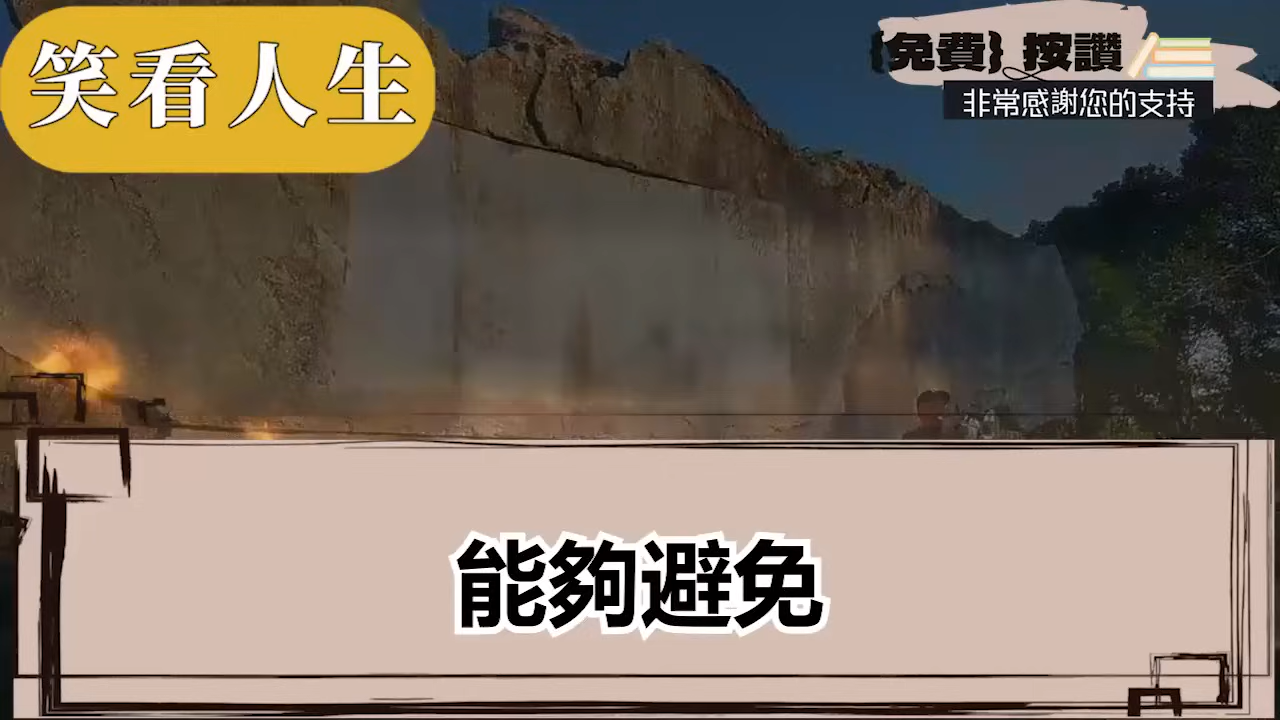 笑看人生
{免費} 按讚
非常感謝您的支持
能夠避免